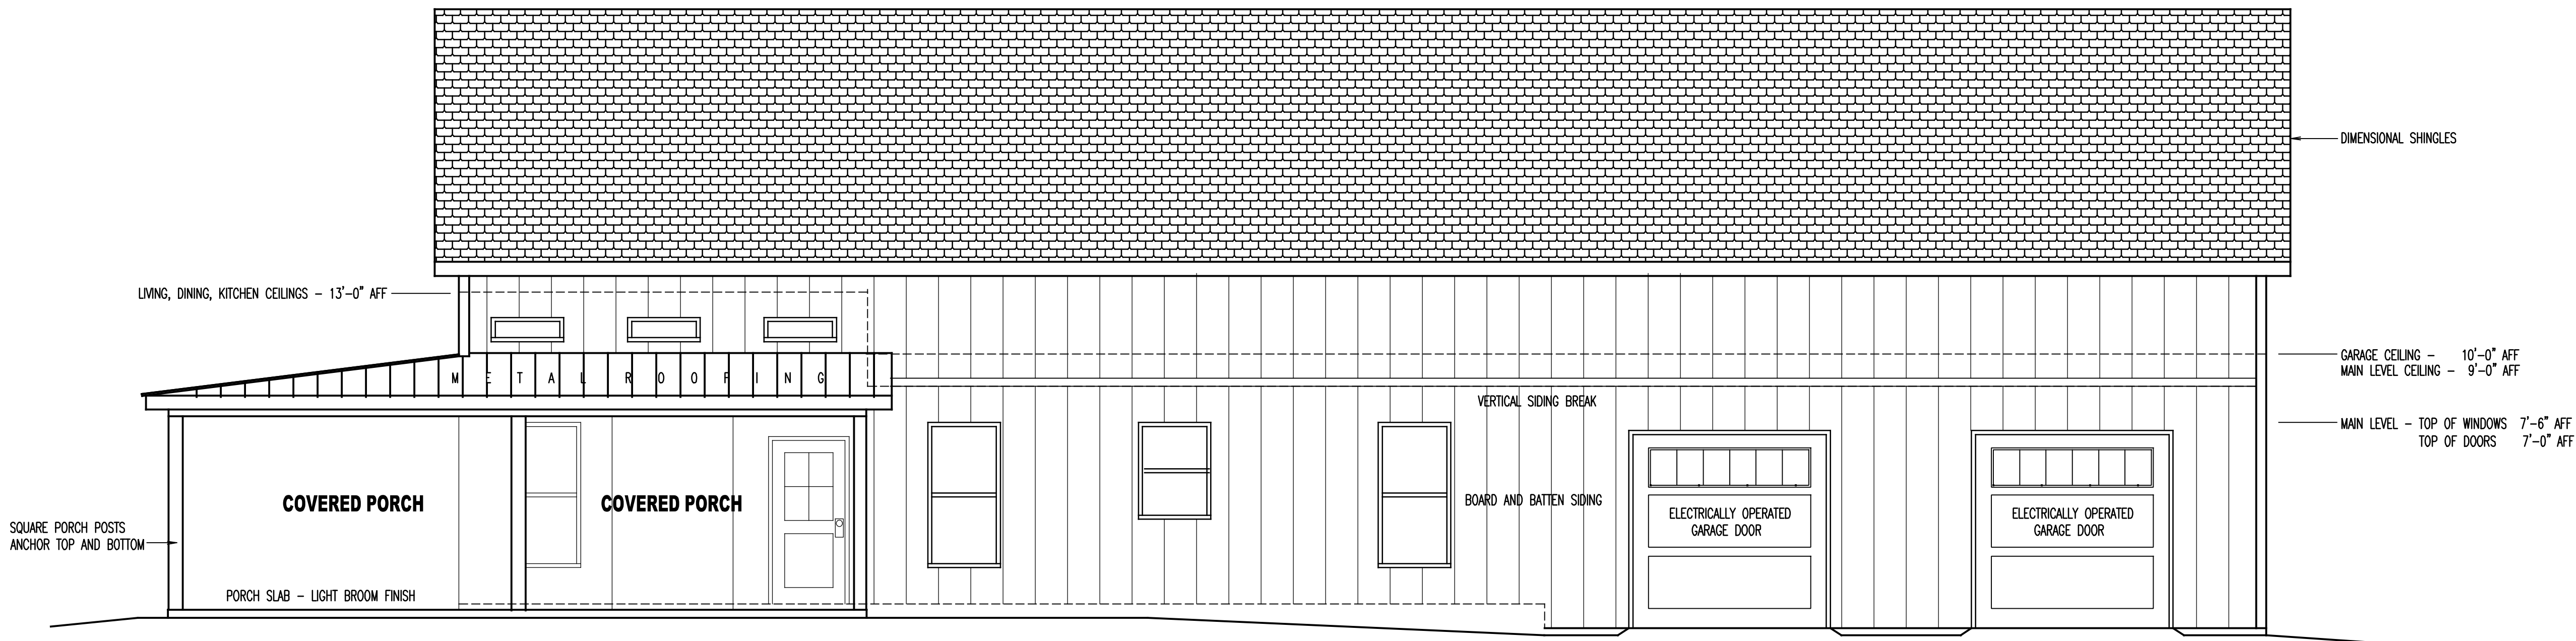 DIMENSIONAL SHINGLES
LIVING, DINING, KITCHEN CEILINGS – 13'–0" AFF
GARAGE CEILING – 10'–0" AFF
MAIN LEVEL CEILING – 9'–0" AFF
METAL ROOFING
VERTICAL SIDING BREAK
MAIN LEVEL – TOP OF WINDOWS 7'–6" AFF
TOP OF DOORS 7'–0" AFF
COVERED PORCH
COVERED PORCH
BOARD AND BATTEN SIDING
ELECTRICALLY OPERATED
GARAGE DOOR
ELECTRICALLY OPERATED
GARAGE DOOR
SQUARE PORCH POSTS
ANCHOR TOP AND BOTTOM
PORCH SLAB – LIGHT BROOM FINISH